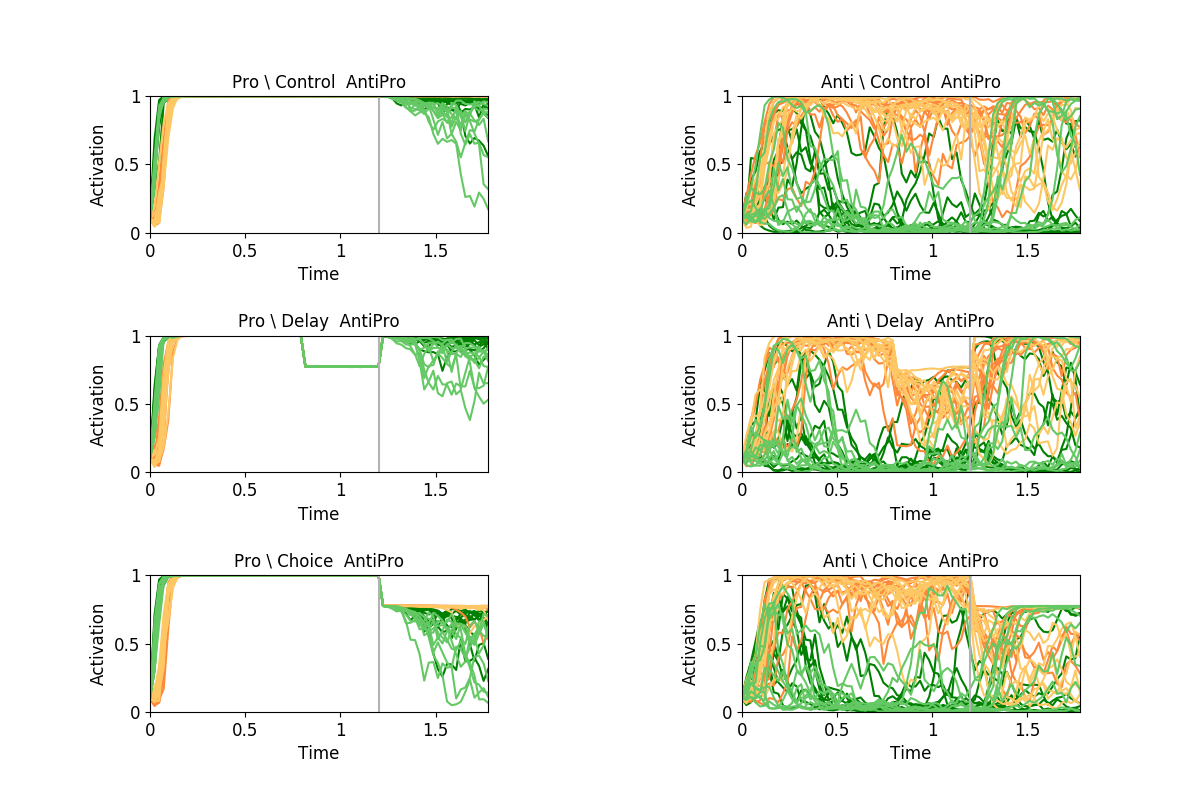 Pro \ Control  AntiPro
1
0.5
0
Activation
0
0.5
1
1.5
Time
Anti \ Control  AntiPro
1
0.5
0
Activation
0
0.5
1
1.5
Time
Pro \ Delay  AntiPro
1
0.5
0
Activation
0
0.5
1
1.5
Time
Anti \ Delay  AntiPro
1
0.5
0
Activation
0
0.5
1
1.5
Time
Pro \ Choice  AntiPro
1
0.5
0
Activation
0
0.5
1
1.5
Time
Anti \ Choice  AntiPro
1
0.5
0
Activation
0
0.5
1
1.5
Time